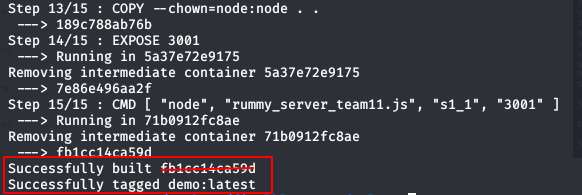 Step 13/15 : COPY --chown=node:node . .
---> 189c788ab76b
Step 14/15 : EXPOSE 3001
---> Running in 5a37e72e9175
Removing intermediate container 5a37e72e9175
---> 7e86e496aa2f
Step 15/15 : CMD [ "node", "rummy_server_team11.js", "s1_1", "3001" ]
---> Running in 71b0912fc8ae
Removing intermediate container 71b0912fc8ae
---> fb1cc14ca59d
Successfully built fb1cc14ca59d
Successfully tagged demo:latest